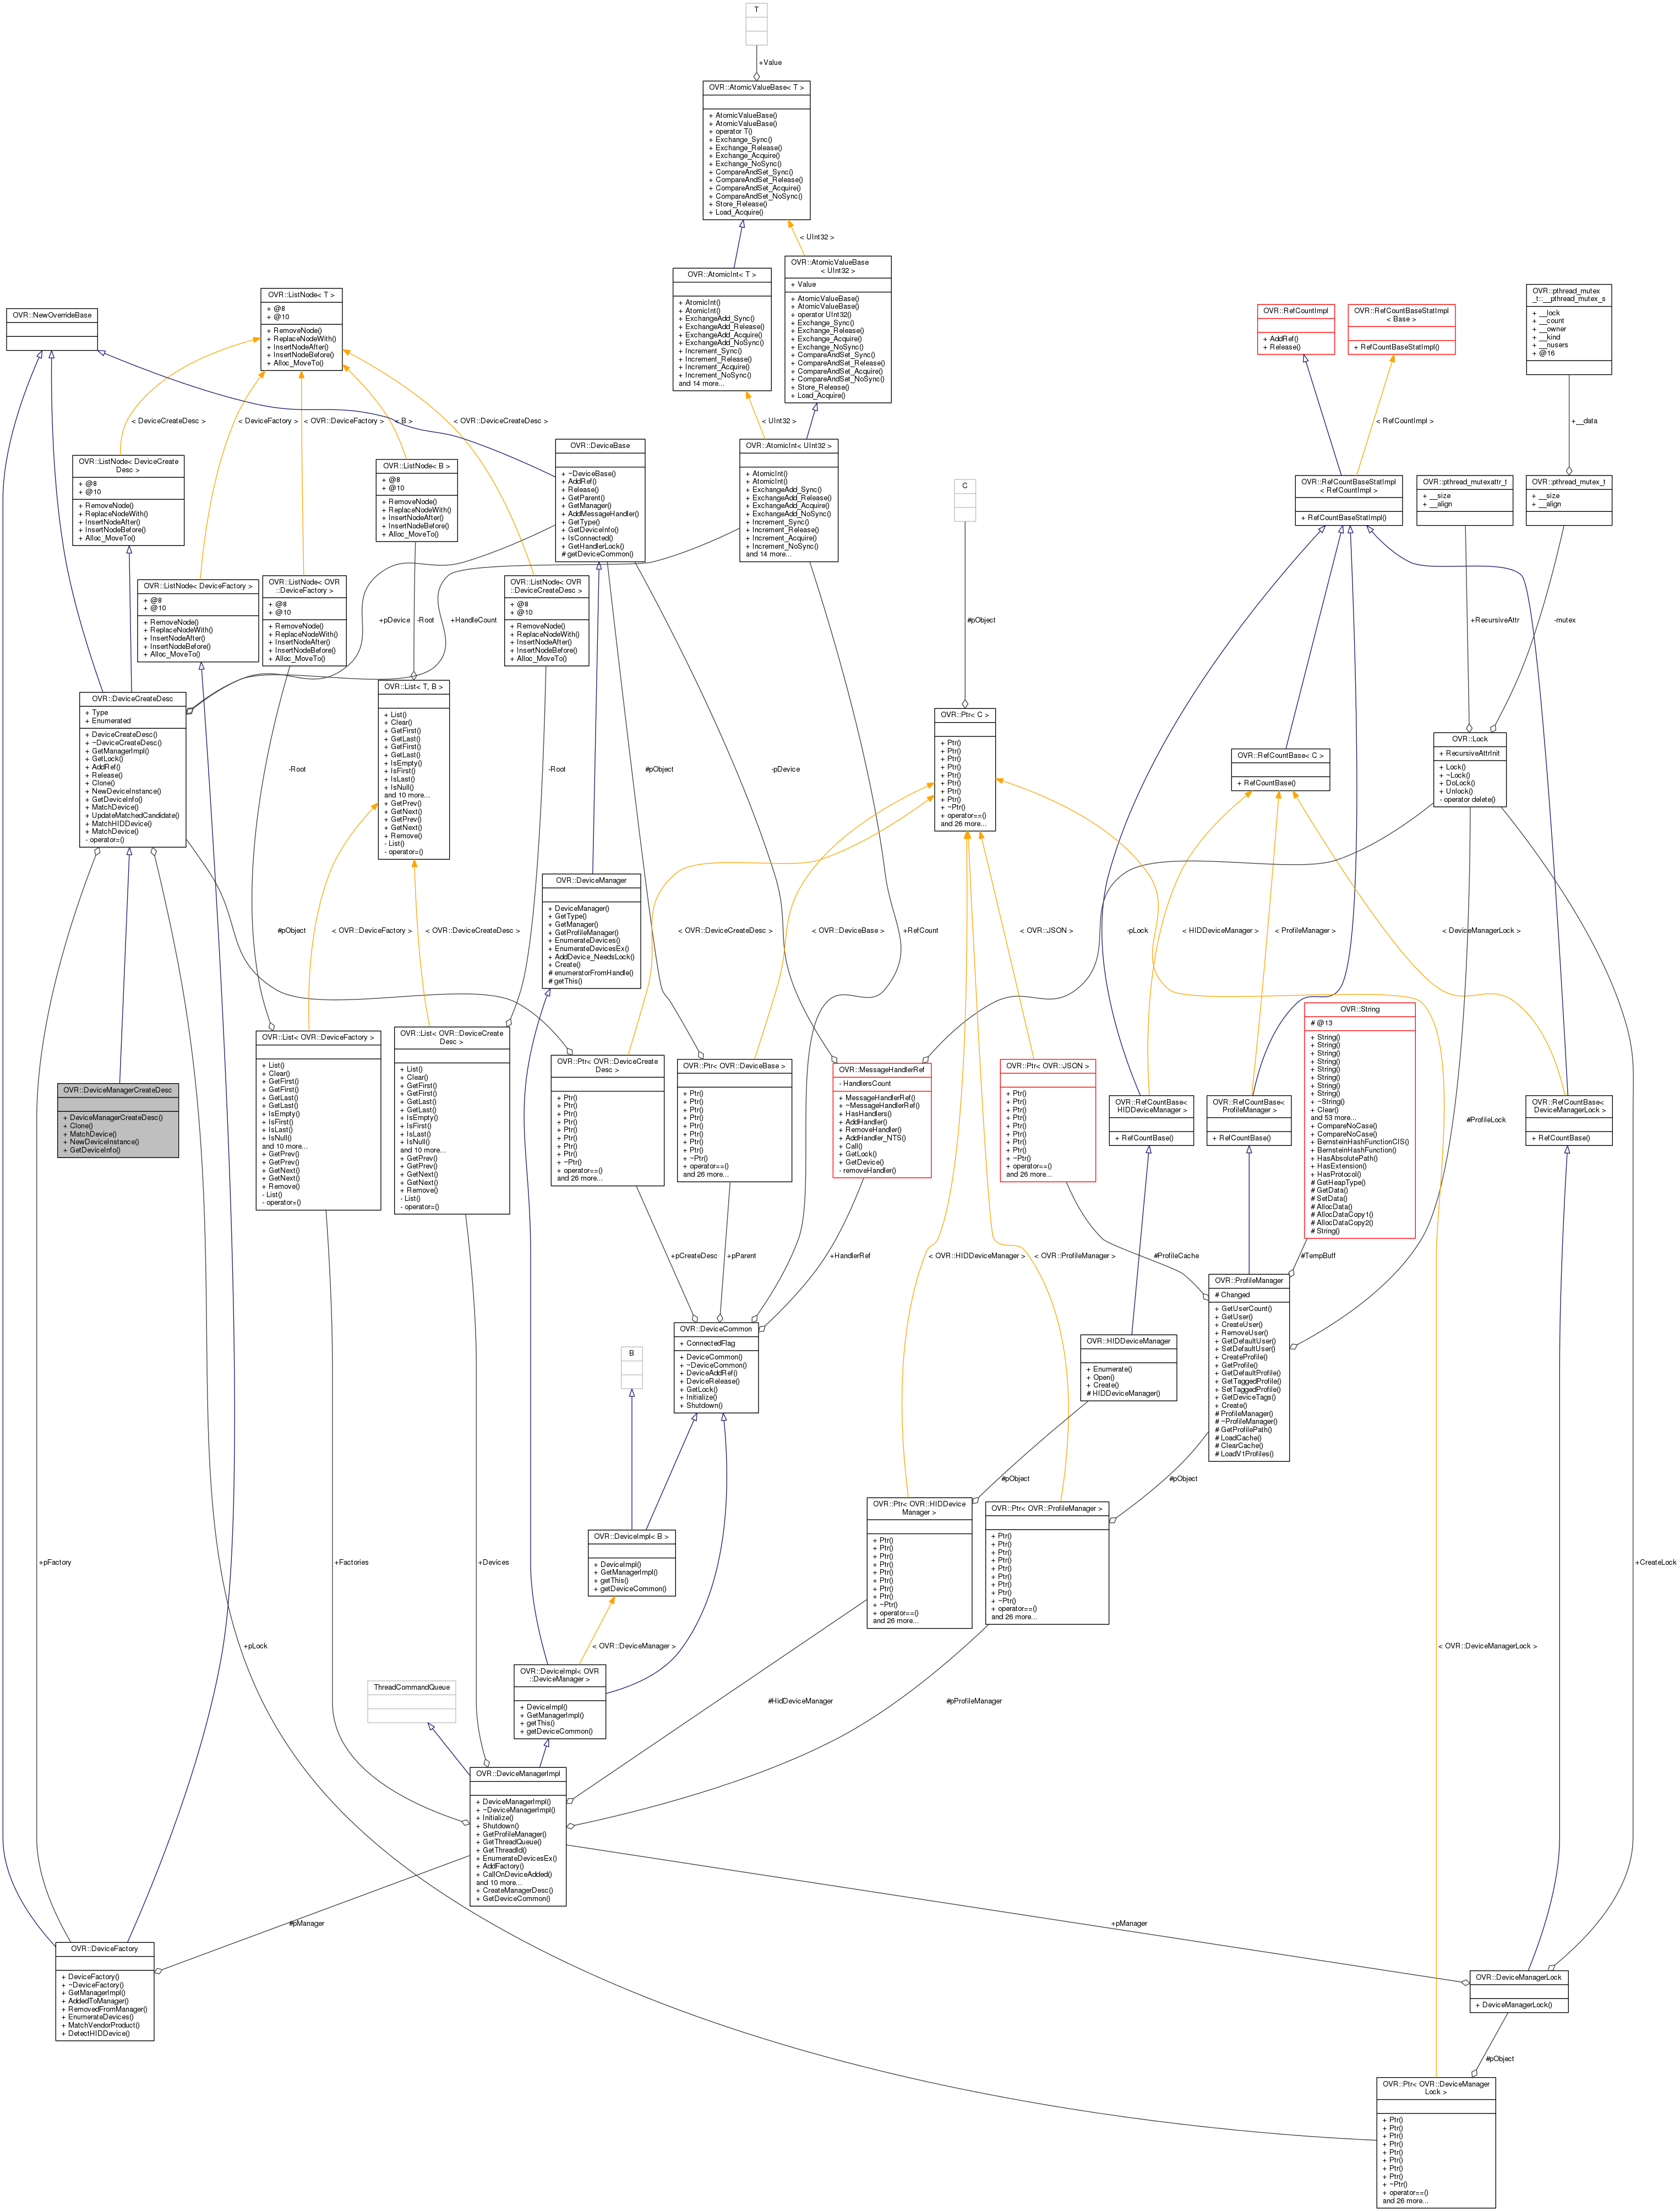 T
+Value
OVR::AtomicValueBase< T >
+ AtomicValueBase()
+ AtomicValueBase()
+ operator T()
+ Exchange_Sync()
+ Exchange_Release()
+ Exchange_Acquire()
+ Exchange_NoSync()
+ CompareAndSet_Sync()
+ CompareAndSet_Release()
+ CompareAndSet_Acquire()
+ CompareAndSet_NoSync()
+ Store_Release()
+ Load_Acquire()
< UInt32 >
OVR::AtomicInt< T >
+ AtomicInt()
+ AtomicInt()
+ ExchangeAdd_Sync()
+ ExchangeAdd_Release()
+ ExchangeAdd_Acquire()
+ ExchangeAdd_NoSync()
+ Increment_Sync()
+ Increment_Release()
+ Increment_Acquire()
+ Increment_NoSync()
and 14 more...
OVR::AtomicValueBase
< UInt32 >
+ Value
+ AtomicValueBase()
+ AtomicValueBase()
+ operator UInt32()
+ Exchange_Sync()
+ Exchange_Release()
+ Exchange_Acquire()
+ Exchange_NoSync()
+ CompareAndSet_Sync()
+ CompareAndSet_Release()
+ CompareAndSet_Acquire()
+ CompareAndSet_NoSync()
+ Store_Release()
+ Load_Acquire()
OVR::NewOverrideBase
OVR::ListNode< T >
+ @8
+ @10
+ RemoveNode()
+ ReplaceNodeWith()
+ InsertNodeAfter()
+ InsertNodeBefore()
+ Alloc_MoveTo()
OVR::RefCountImpl
+ AddRef()
+ Release()
OVR::RefCountBaseStatImpl
< Base >
+ RefCountBaseStatImpl()
OVR::pthread_mutex
_t::__pthread_mutex_s
+ __lock
+ __count
+ __owner
+ __kind
+ __nusers
+ @16
< DeviceCreateDesc >
< DeviceFactory >
< OVR::DeviceFactory >
< B >
< OVR::DeviceCreateDesc >
< UInt32 >
< RefCountImpl >
+__data
OVR::ListNode< DeviceCreate
Desc >
+ @8
+ @10
+ RemoveNode()
+ ReplaceNodeWith()
+ InsertNodeAfter()
+ InsertNodeBefore()
+ Alloc_MoveTo()
OVR::ListNode< B >
+ @8
+ @10
+ RemoveNode()
+ ReplaceNodeWith()
+ InsertNodeAfter()
+ InsertNodeBefore()
+ Alloc_MoveTo()
OVR::DeviceBase
+ ~DeviceBase()
+ AddRef()
+ Release()
+ GetParent()
+ GetManager()
+ AddMessageHandler()
+ GetType()
+ GetDeviceInfo()
+ IsConnected()
+ GetHandlerLock()
# getDeviceCommon()
OVR::AtomicInt< UInt32 >
+ AtomicInt()
+ AtomicInt()
+ ExchangeAdd_Sync()
+ ExchangeAdd_Release()
+ ExchangeAdd_Acquire()
+ ExchangeAdd_NoSync()
+ Increment_Sync()
+ Increment_Release()
+ Increment_Acquire()
+ Increment_NoSync()
and 14 more...
C
OVR::RefCountBaseStatImpl
< RefCountImpl >
+ RefCountBaseStatImpl()
OVR::pthread_mutexattr_t
+ __size
+ __align
OVR::pthread_mutex_t
+ __size
+ __align
OVR::ListNode< DeviceFactory >
+ @8
+ @10
+ RemoveNode()
+ ReplaceNodeWith()
+ InsertNodeAfter()
+ InsertNodeBefore()
+ Alloc_MoveTo()
OVR::ListNode< OVR
::DeviceFactory >
+ @8
+ @10
+ RemoveNode()
+ ReplaceNodeWith()
+ InsertNodeAfter()
+ InsertNodeBefore()
+ Alloc_MoveTo()
OVR::ListNode< OVR
::DeviceCreateDesc >
+ @8
+ @10
+ RemoveNode()
+ ReplaceNodeWith()
+ InsertNodeAfter()
+ InsertNodeBefore()
+ Alloc_MoveTo()
+pDevice
-Root
+HandleCount
#pObject
+RecursiveAttr
-mutex
OVR::DeviceCreateDesc
+ Type
+ Enumerated
+ DeviceCreateDesc()
+ ~DeviceCreateDesc()
+ GetManagerImpl()
+ GetLock()
+ AddRef()
+ Release()
+ Clone()
+ NewDeviceInstance()
+ GetDeviceInfo()
+ MatchDevice()
+ UpdateMatchedCandidate()
+ MatchHIDDevice()
+ MatchDevice()
- operator=()
OVR::List< T, B >
+ List()
+ Clear()
+ GetFirst()
+ GetLast()
+ GetFirst()
+ GetLast()
+ IsEmpty()
+ IsFirst()
+ IsLast()
+ IsNull()
and 10 more...
+ GetPrev()
+ GetNext()
+ GetPrev()
+ GetNext()
+ Remove()
- List()
- operator=()
OVR::Ptr< C >
+ Ptr()
+ Ptr()
+ Ptr()
+ Ptr()
+ Ptr()
+ Ptr()
+ Ptr()
+ Ptr()
+ ~Ptr()
+ operator==()
and 26 more...
OVR::RefCountBase< C >
+ RefCountBase()
OVR::Lock
+ RecursiveAttrInit
+ Lock()
+ ~Lock()
+ DoLock()
+ Unlock()
- operator delete()
-Root
-Root
#pObject
-pDevice
OVR::DeviceManager
+ DeviceManager()
+ GetType()
+ GetManager()
+ GetProfileManager()
+ EnumerateDevices()
+ EnumerateDevicesEx()
+ AddDevice_NeedsLock()
+ Create()
# enumeratorFromHandle()
# getThis()
#pObject
< OVR::DeviceFactory >
< OVR::DeviceCreateDesc >
< OVR::DeviceCreateDesc >
< OVR::DeviceBase >
+RefCount
< OVR::JSON >
-pLock
< HIDDeviceManager >
< ProfileManager >
< DeviceManagerLock >
OVR::String
# @13
+ String()
+ String()
+ String()
+ String()
+ String()
+ String()
+ String()
+ String()
+ ~String()
+ Clear()
and 53 more...
+ CompareNoCase()
+ CompareNoCase()
+ BernsteinHashFunctionCIS()
+ BernsteinHashFunction()
+ HasAbsolutePath()
+ HasExtension()
+ HasProtocol()
# GetHeapType()
# GetData()
# SetData()
# AllocData()
# AllocDataCopy1()
# AllocDataCopy2()
# String()
OVR::DeviceManagerCreateDesc
+ DeviceManagerCreateDesc()
+ Clone()
+ MatchDevice()
+ NewDeviceInstance()
+ GetDeviceInfo()
OVR::List< OVR::DeviceFactory >
+ List()
+ Clear()
+ GetFirst()
+ GetFirst()
+ GetLast()
+ GetLast()
+ IsEmpty()
+ IsFirst()
+ IsLast()
+ IsNull()
and 10 more...
+ GetPrev()
+ GetPrev()
+ GetNext()
+ GetNext()
+ Remove()
- List()
- operator=()
OVR::List< OVR::DeviceCreate
Desc >
+ List()
+ Clear()
+ GetFirst()
+ GetFirst()
+ GetLast()
+ GetLast()
+ IsEmpty()
+ IsFirst()
+ IsLast()
+ IsNull()
and 10 more...
+ GetPrev()
+ GetPrev()
+ GetNext()
+ GetNext()
+ Remove()
- List()
- operator=()
OVR::Ptr< OVR::DeviceCreate
Desc >
+ Ptr()
+ Ptr()
+ Ptr()
+ Ptr()
+ Ptr()
+ Ptr()
+ Ptr()
+ Ptr()
+ ~Ptr()
+ operator==()
and 26 more...
OVR::Ptr< OVR::DeviceBase >
+ Ptr()
+ Ptr()
+ Ptr()
+ Ptr()
+ Ptr()
+ Ptr()
+ Ptr()
+ Ptr()
+ ~Ptr()
+ operator==()
and 26 more...
OVR::MessageHandlerRef
- HandlersCount
+ MessageHandlerRef()
+ ~MessageHandlerRef()
+ HasHandlers()
+ AddHandler()
+ RemoveHandler()
+ AddHandler_NTS()
+ Call()
+ GetLock()
+ GetDevice()
- removeHandler()
OVR::Ptr< OVR::JSON >
+ Ptr()
+ Ptr()
+ Ptr()
+ Ptr()
+ Ptr()
+ Ptr()
+ Ptr()
+ Ptr()
+ ~Ptr()
+ operator==()
and 26 more...
OVR::RefCountBase<
HIDDeviceManager >
+ RefCountBase()
OVR::RefCountBase<
ProfileManager >
+ RefCountBase()
OVR::RefCountBase<
DeviceManagerLock >
+ RefCountBase()
#ProfileLock
+pCreateDesc
+pParent
+HandlerRef
< OVR::HIDDeviceManager >
< OVR::ProfileManager >
#ProfileCache
#TempBuff
OVR::DeviceCommon
+ ConnectedFlag
+ DeviceCommon()
+ ~DeviceCommon()
+ DeviceAddRef()
+ DeviceRelease()
+ GetLock()
+ Initialize()
+ Shutdown()
B
OVR::HIDDeviceManager
+ Enumerate()
+ Open()
+ Create()
# HIDDeviceManager()
OVR::ProfileManager
# Changed
+ GetUserCount()
+ GetUser()
+ CreateUser()
+ RemoveUser()
+ GetDefaultUser()
+ SetDefaultUser()
+ CreateProfile()
+ GetProfile()
+ GetDefaultProfile()
+ GetTaggedProfile()
+ SetTaggedProfile()
+ GetDeviceTags()
+ Create()
# ProfileManager()
# ~ProfileManager()
# GetProfilePath()
# LoadCache()
# ClearCache()
# LoadV1Profiles()
#pObject
#pObject
OVR::DeviceImpl< B >
+ DeviceImpl()
+ GetManagerImpl()
+ getThis()
+ getDeviceCommon()
OVR::Ptr< OVR::HIDDevice
Manager >
+ Ptr()
+ Ptr()
+ Ptr()
+ Ptr()
+ Ptr()
+ Ptr()
+ Ptr()
+ Ptr()
+ ~Ptr()
+ operator==()
and 26 more...
OVR::Ptr< OVR::ProfileManager >
+ Ptr()
+ Ptr()
+ Ptr()
+ Ptr()
+ Ptr()
+ Ptr()
+ Ptr()
+ Ptr()
+ ~Ptr()
+ operator==()
and 26 more...
+pFactory
+Factories
+Devices
+CreateLock
+pLock
< OVR::DeviceManager >
< OVR::DeviceManagerLock >
ThreadCommandQueue
OVR::DeviceImpl< OVR
::DeviceManager >
+ DeviceImpl()
+ GetManagerImpl()
+ getThis()
+ getDeviceCommon()
#HidDeviceManager
#pProfileManager
OVR::DeviceManagerImpl
+ DeviceManagerImpl()
+ ~DeviceManagerImpl()
+ Initialize()
+ Shutdown()
+ GetProfileManager()
+ GetThreadQueue()
+ GetThreadId()
+ EnumerateDevicesEx()
+ AddFactory()
+ CallOnDeviceAdded()
and 10 more...
+ CreateManagerDesc()
+ GetDeviceCommon()
#pManager
+pManager
OVR::DeviceFactory
+ DeviceFactory()
+ ~DeviceFactory()
+ GetManagerImpl()
+ AddedToManager()
+ RemovedFromManager()
+ EnumerateDevices()
+ MatchVendorProduct()
+ DetectHIDDevice()
OVR::DeviceManagerLock
+ DeviceManagerLock()
#pObject
OVR::Ptr< OVR::DeviceManager
Lock >
+ Ptr()
+ Ptr()
+ Ptr()
+ Ptr()
+ Ptr()
+ Ptr()
+ Ptr()
+ Ptr()
+ ~Ptr()
+ operator==()
and 26 more...